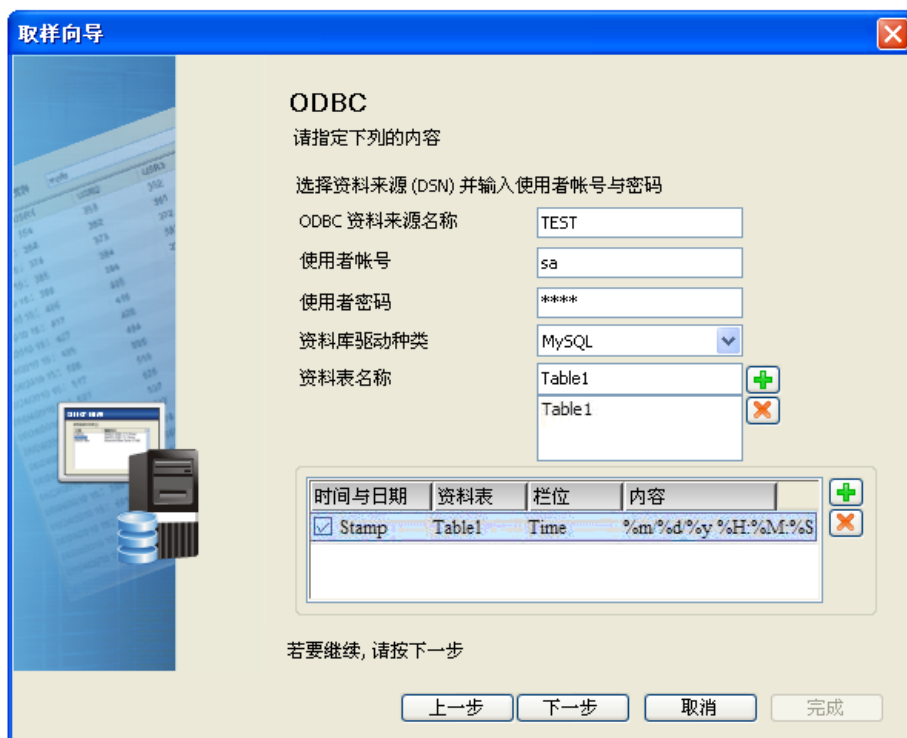 取样向导
ODBC
请指定下列的内容
选择资料来源 (DSN) 并输入使用者帐号与密码
ODBC 资料来源名称 TEST
使用者帐号 sa
使用者密码 ****
资料库驱动种类 MySQL
资料表名称 Table1
Table1
时间与日期 资料表 栏位 内容
Stamp Table1 Time %m/%d/%y %H:%M:%S
若要继续, 请按下一步
上一步 下一步 取消 完成